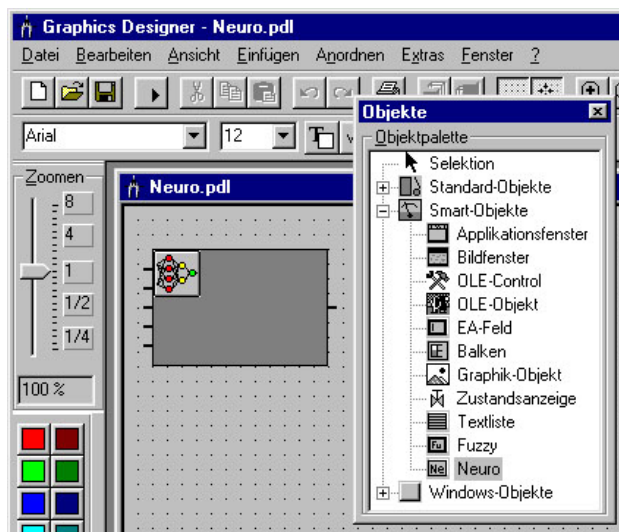 Graphics Designer - Neuro.pdl
Datei Bearbeiten Ansicht Einfügen Anordnen Extras Fenster ?
Objekte
Arial 12
Objektpalette
Zoomen
8
4
1
1/2
1/4
100 %
Neuro.pdl
Selektion
Standard-Objekte
Smart-Objekte
Applikationsfenster
Bildfenster
OLE-Control
OLE-Objekt
EA-Feld
Balken
Graphik-Objekt
Zustandsanzeige
Textliste
Fu Fuzzy
Ne Neuro
Windows-Objekte